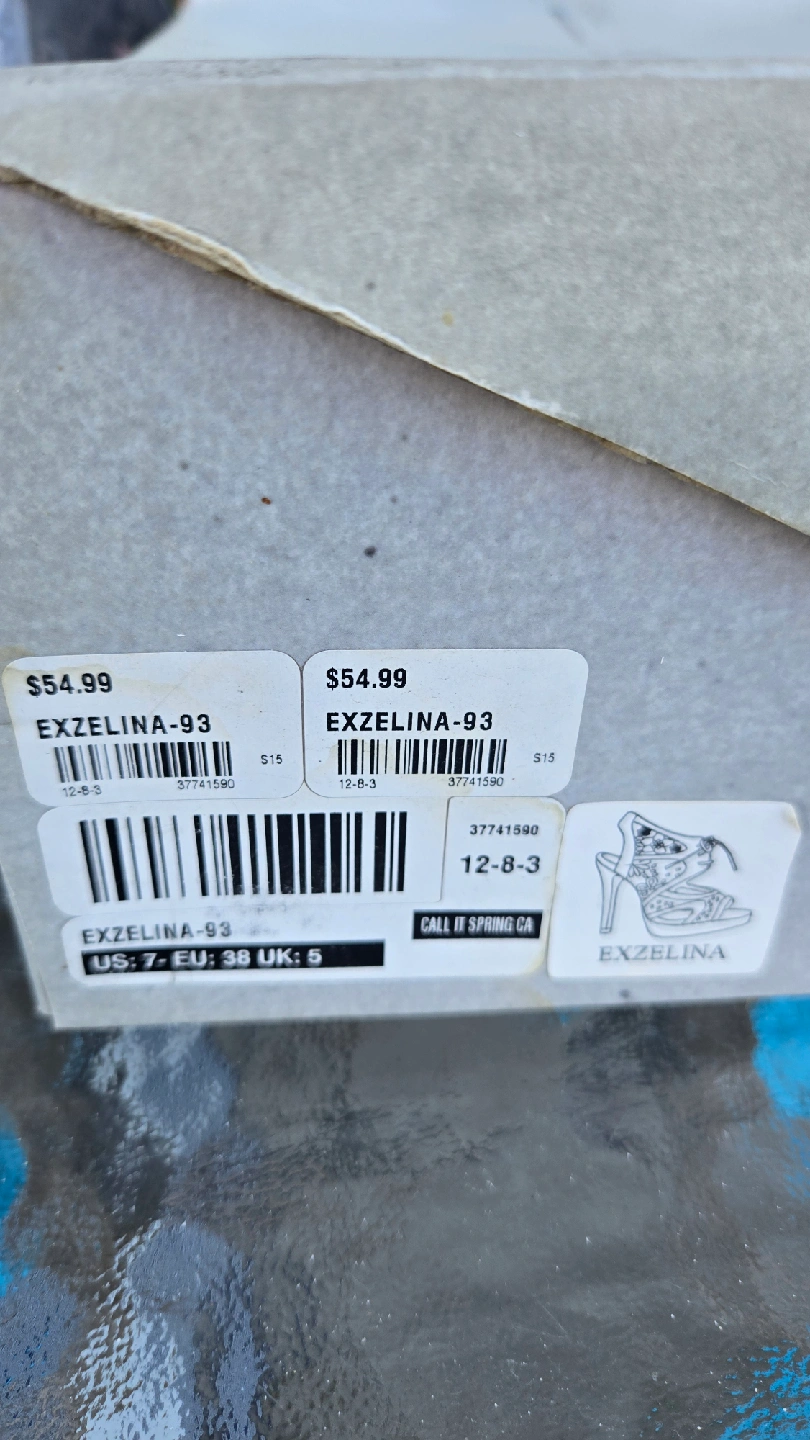 $54.99
EXZELINA-93
S15
12-8-3 37741590
$54.99
EXZELINA-93
S15
12-8-3 37741590
37741590
12-8-3
EXZELINA-93
CALL IT SPRING CA
US: 7- EU: 38 UK: 5
EXZELINA